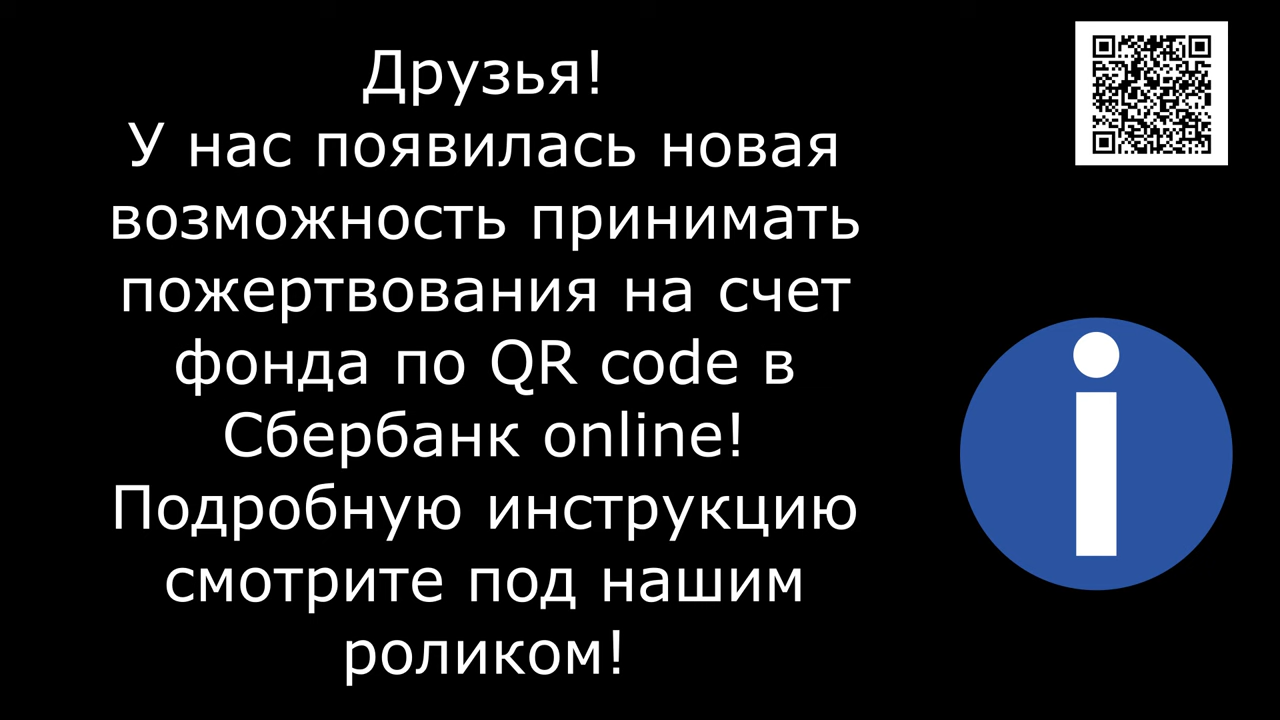 Друзья!
У нас появилась новая
возможность принимать
пожертвования на счет
фонда по QR code в
Сбербанк online!
Подробную инструкцию
смотрите под нашим
роликом!